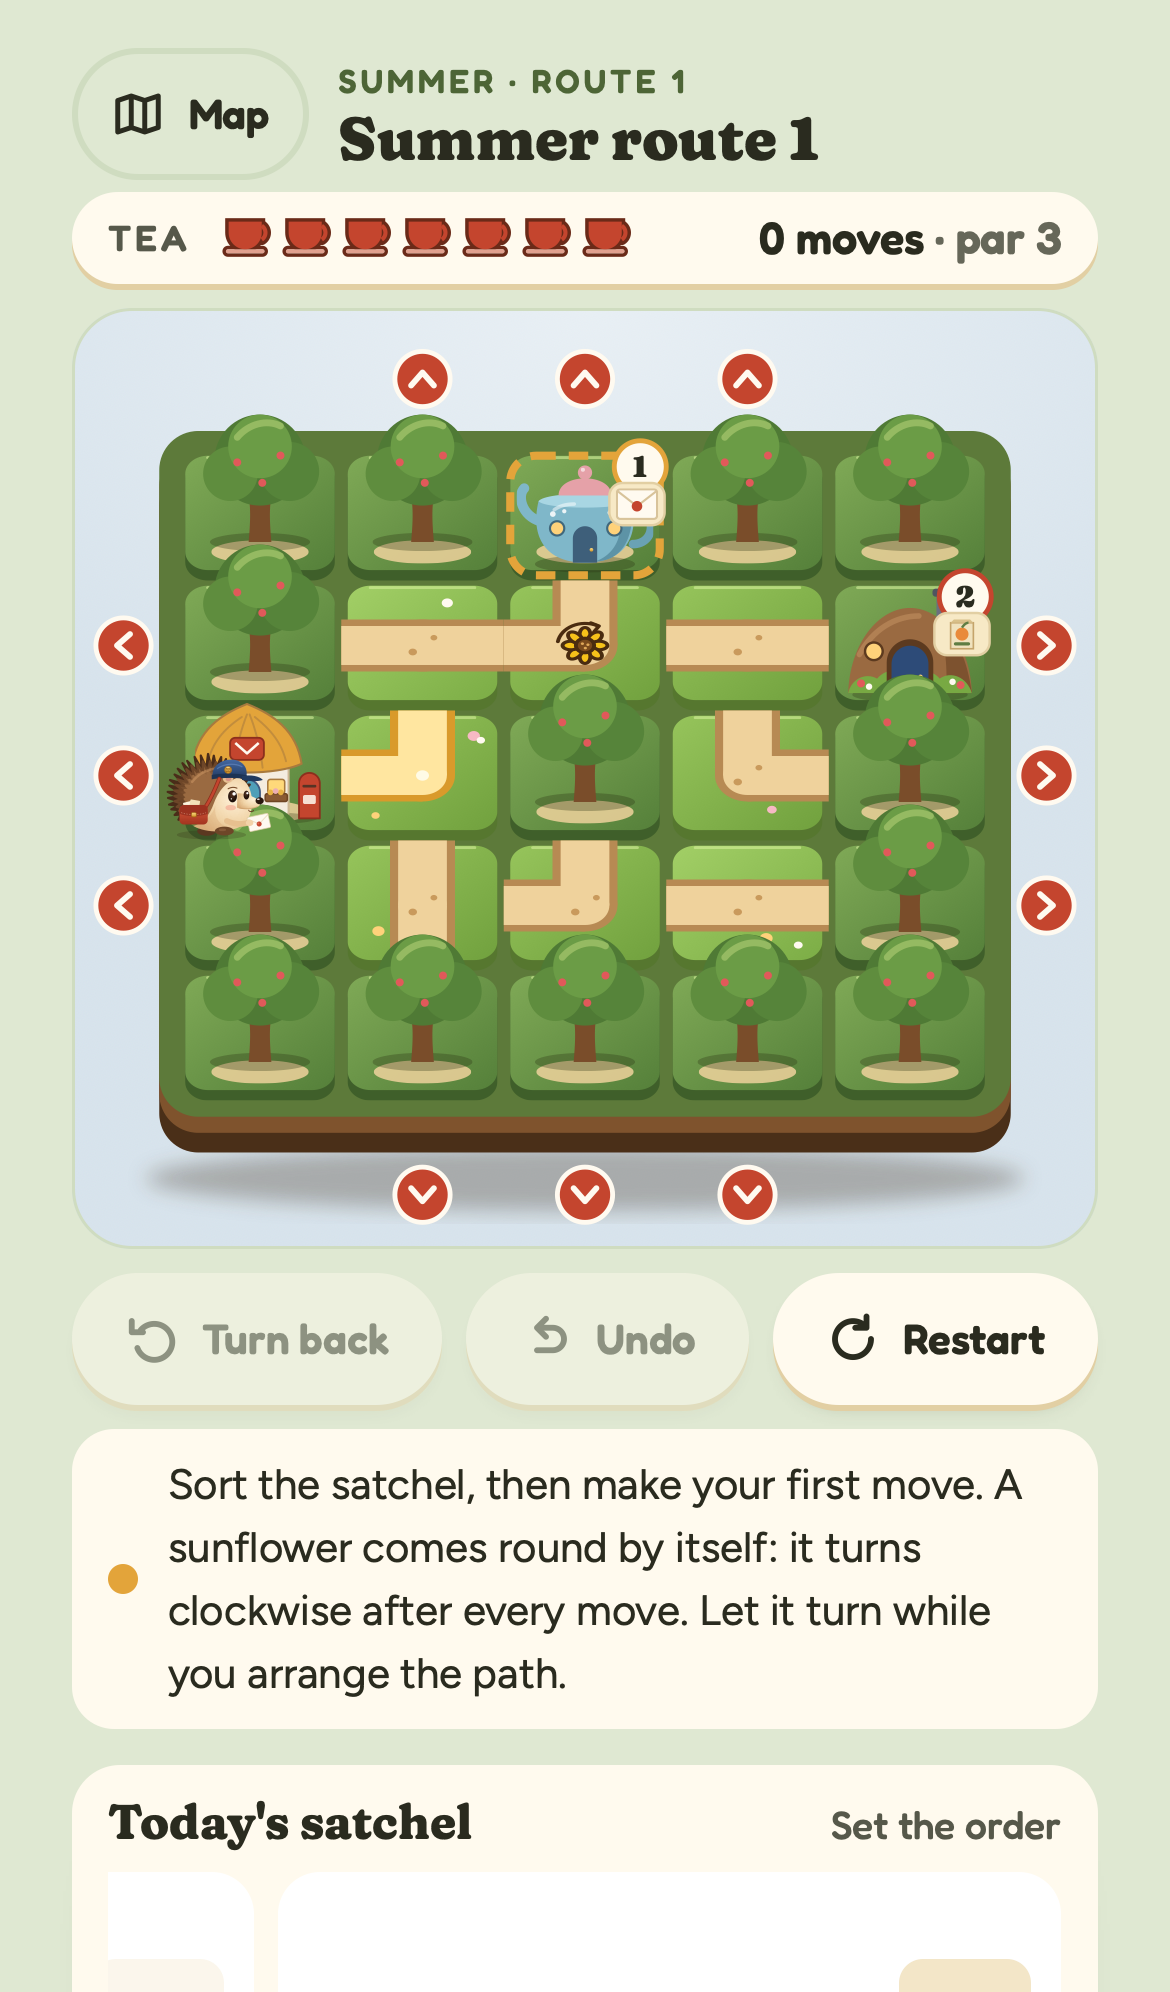 Map
SUMMER · ROUTE 1
Summer route 1
TEA
0 moves · par 3
1
2
Turn back
Undo
Restart
Sort the satchel, then make your first move. A
sunflower comes round by itself: it turns
clockwise after every move. Let it turn while
you arrange the path.
Today's satchel
Set the order